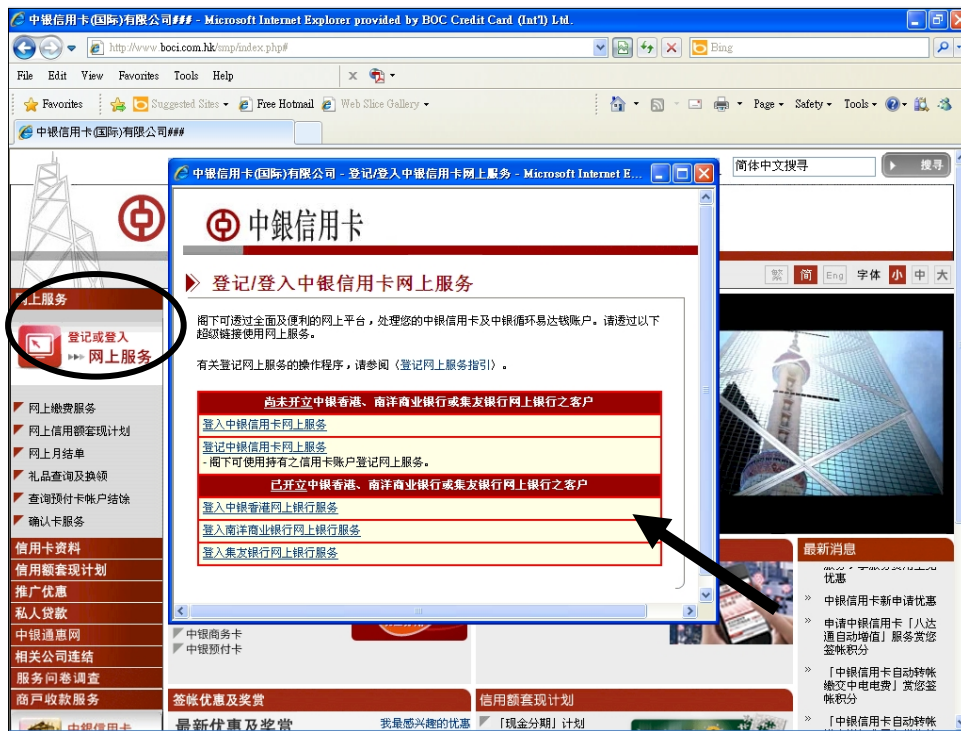 中银信用卡(国际)有限公司### - Microsoft Internet Explorer provided by BOC Credit Card (Int'l) Ltd.
http://www.boci.com.hk/smp/index.php#
Bing
File Edit View Favorites Tools Help
x
Favorites Suggested Sites Free Hotmail Web Slice Gallery
Page Safety Tools
中银信用卡(国际)有限公司###
简体中文搜寻
搜寻
繁 简 Eng 字体 小 中 大
网上服务
登记或登入
网上服务
网上缴费服务
网上信用额套现计划
网上月结单
礼品查询及换领
查询预付卡帐户结馀
确认卡服务
信用卡资料
信用额套现计划
推广优惠
私人贷款
中银通惠网
相关公司连结
服务问卷调查
商户收款服务
中银信用卡(国际)有限公司 - 登记/登入中银信用卡网上服务 - Microsoft Internet E...
中銀信用卡
登记/登入中银信用卡网上服务
阁下可透过全面及便利的网上平台，处理您的中银信用卡及中银循环易达钱账户。请透过以下
超级链接使用网上服务。
有关登记网上服务的操作程序，请参阅〈登记网上服务指引〉。
尚未开立中银香港、南洋商业银行或集友银行网上银行之客户
登入中银信用卡网上服务
登记中银信用卡网上服务
- 阁下可使用持有之信用卡账户登记网上服务。
已开立中银香港、南洋商业银行或集友银行网上银行之客户
登入中银香港网上银行服务
登入南洋商业银行网上银行服务
登入集友银行网上银行服务
中银商务卡
中银预付卡
签帐优惠及奖赏
最新优惠及奖赏
我最感兴趣的优惠
信用额套现计划
「现金分期」计划
最新消息
优惠
» 中银信用卡新申请优惠
» 申请中银信用卡「八达
通自动增值」服务赏您
签帐积分
» 「中银信用卡自动转帐
缴交中电电费」赏您签
帐积分
» 「中银信用卡自动转帐